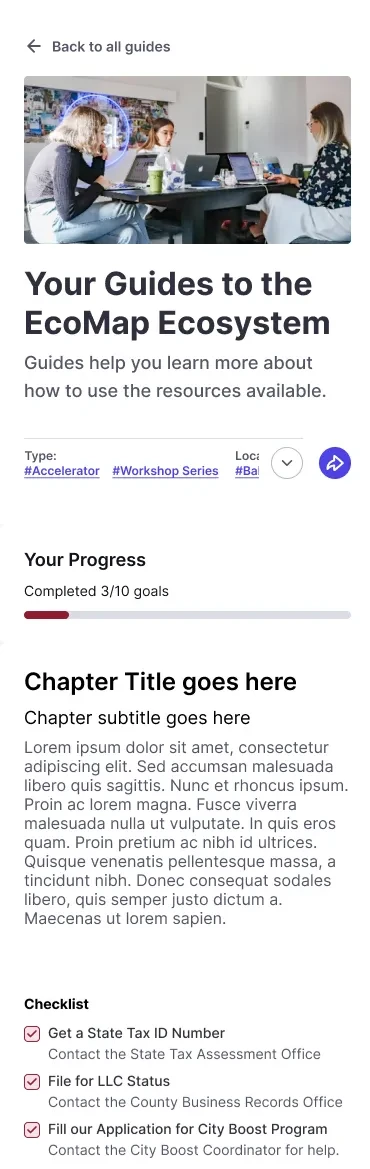 Back to all guides
Your Guides to the
EcoMap Ecosystem
Guides help you learn more about
how to use the resources available.
Type:
#Accelerator #Workshop Series
Loca
#Bal
Your Progress
Completed 3/10 goals
Chapter Title goes here
Chapter subtitle goes here
Lorem ipsum dolor sit amet, consectetur
adipiscing elit. Sed accumsan malesuada
libero quis sagittis. Nunc et rhoncus ipsum.
Proin ac lorem magna. Fusce viverra
malesuada nulla ut vulputate. In quis eros
quam. Proin pretium ac nibh id ultrices.
Quisque venenatis pellentesque massa, a
tincidunt nibh. Donec consequat sodales
libero, quis semper justo dictum a.
Maecenas ut lorem sapien.
Checklist
Get a State Tax ID Number
Contact the State Tax Assessment Office
File for LLC Status
Contact the County Business Records Office
Fill our Application for City Boost Program
Contact the City Boost Coordinator for help.